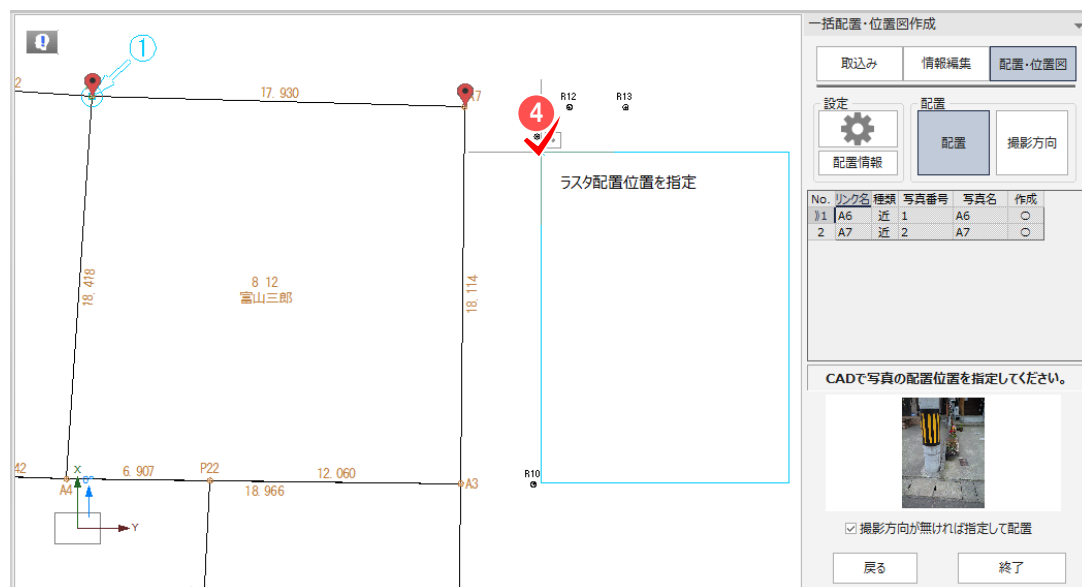 一括配置・位置図作成
取込み
情報編集
配置・位置図
設定
配置情報
配置
配置
撮影方向
No. リンク名 種類 写真番号 写真名 作成
1 A6 近 1 A6 ○
2 A7 近 2 A7 ○
CADで写真の配置位置を指定してください。
撮影方向が無ければ指定して配置
戻る
終了
①
2
17.930
A7
R12
R13
4
ラスタ配置位置を指定
18.418
8 12
富山三郎
18.114
42
6.907
P22
12.060
R10
A4
18.966
A3
X
Y